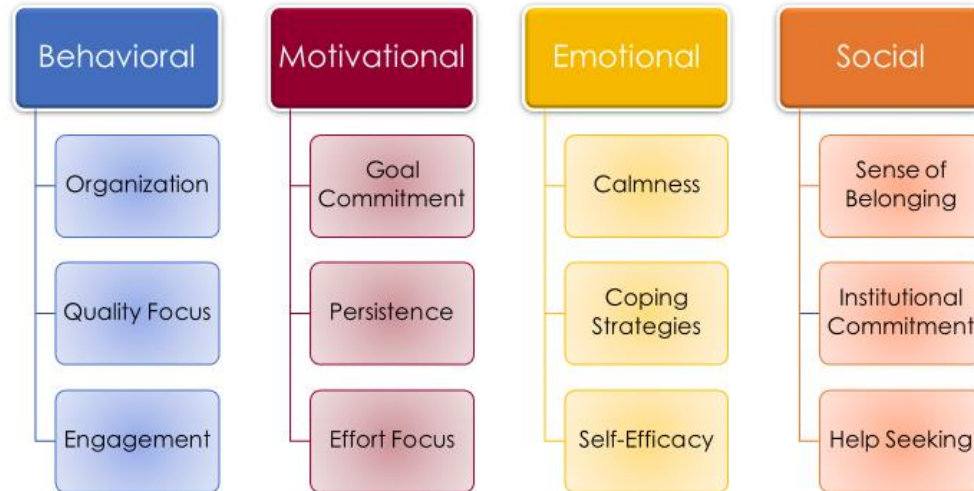 Behavioral
Organization
Quality Focus
Engagement
Motivational
Goal
Commitment
Persistence
Effort Focus
Emotional
Calmness
Coping
Strategies
Self-Efficacy
Social
Sense of
Belonging
Institutional
Commitment
Help Seeking